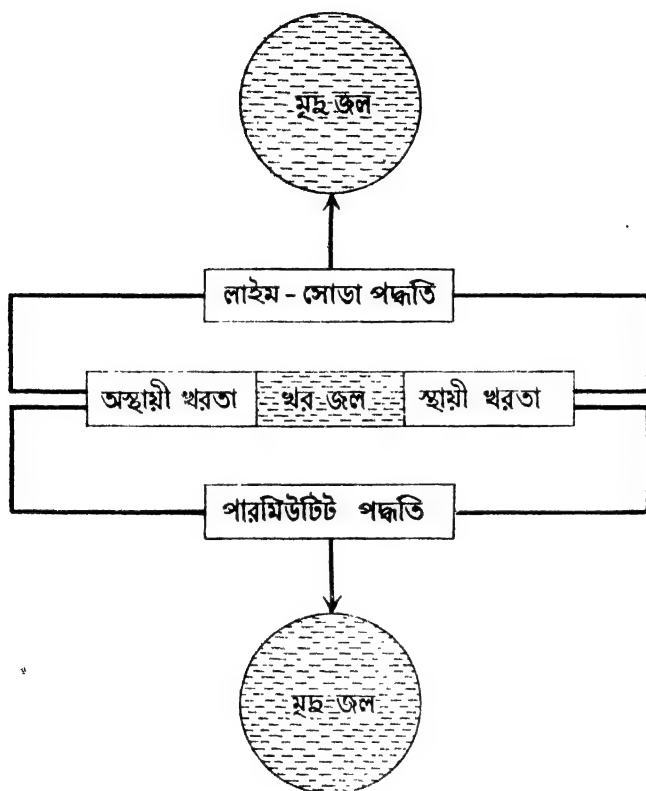 মৃদু জল
লাইম - সোডা পদ্ধতি
অস্থায়ী খরতা খর জল স্থায়ী খরতা
পারমিউটিট পদ্ধতি
মৃদু জল